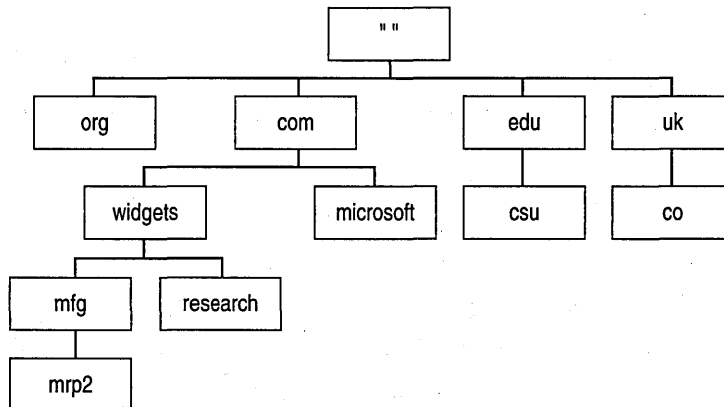 " "
org
com
edu
uk
widgets
microsoft
csu
co
mfg
research
mrp2